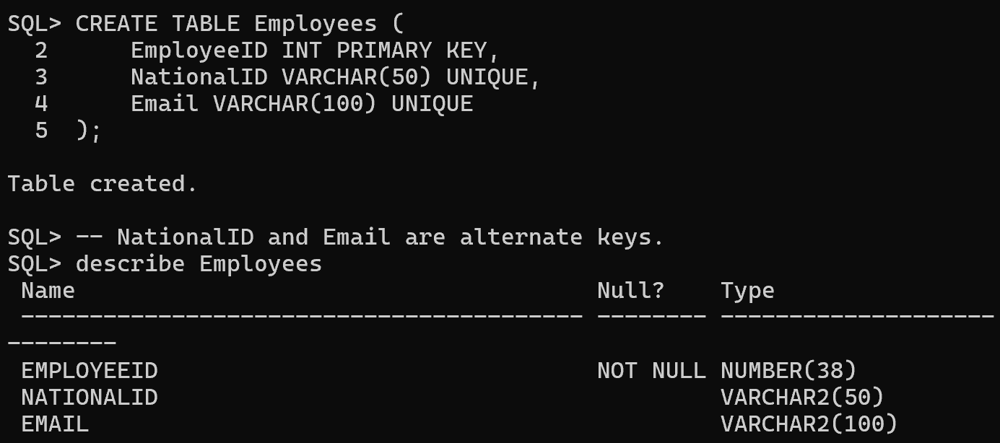 SQL> CREATE TABLE Employees (
  2      EmployeeID INT PRIMARY KEY,
  3      NationalID VARCHAR(50) UNIQUE,
  4      Email VARCHAR(100) UNIQUE
  5  );
Table created.
SQL> -- NationalID and Email are alternate keys.
SQL> describe Employees
 Name                                      Null?    Type
 ----------------------------------------- -------- --------------------
--------
 EMPLOYEEID                                NOT NULL NUMBER(38)
 NATIONALID                                         VARCHAR2(50)
 EMAIL                                              VARCHAR2(100)